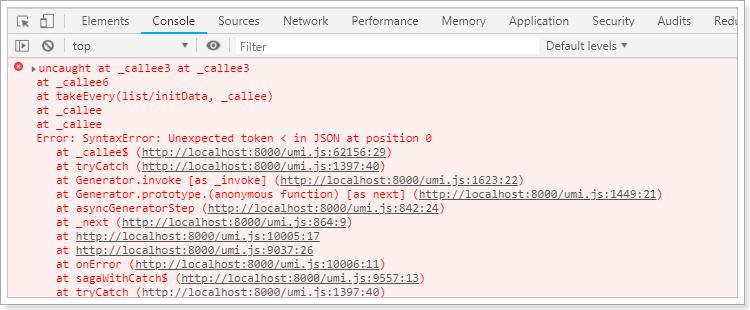 Elements Console Sources Network Performance Memory Application Security Audits Redu
top Filter Default levels
uncaught at _callee3 at _callee3
at _callee6
at takeEvery(list/initData, _callee)
at _callee
at _callee
Error: SyntaxError: Unexpected token < in JSON at position 0
at _callee$ (http://localhost:8000/umi.js:62156:29)
at tryCatch (http://localhost:8000/umi.js:1397:40)
at Generator.invoke [as _invoke] (http://localhost:8000/umi.js:1623:22)
at Generator.prototype.(anonymous function) [as next] (http://localhost:8000/umi.js:1449:21)
at asyncGeneratorStep (http://localhost:8000/umi.js:842:24)
at _next (http://localhost:8000/umi.js:864:9)
at http://localhost:8000/umi.js:10005:17
at http://localhost:8000/umi.js:9037:26
at onError (http://localhost:8000/umi.js:10006:11)
at sagaWithCatch$ (http://localhost:8000/umi.js:9557:13)
at tryCatch (http://localhost:8000/umi.js:1397:40)